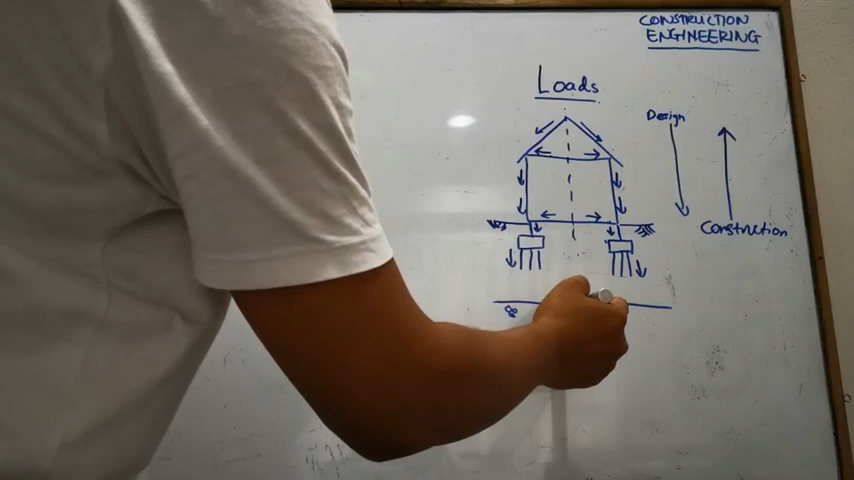 CONSTRUCTION
ENGINEERING
Loads
Design
Construction